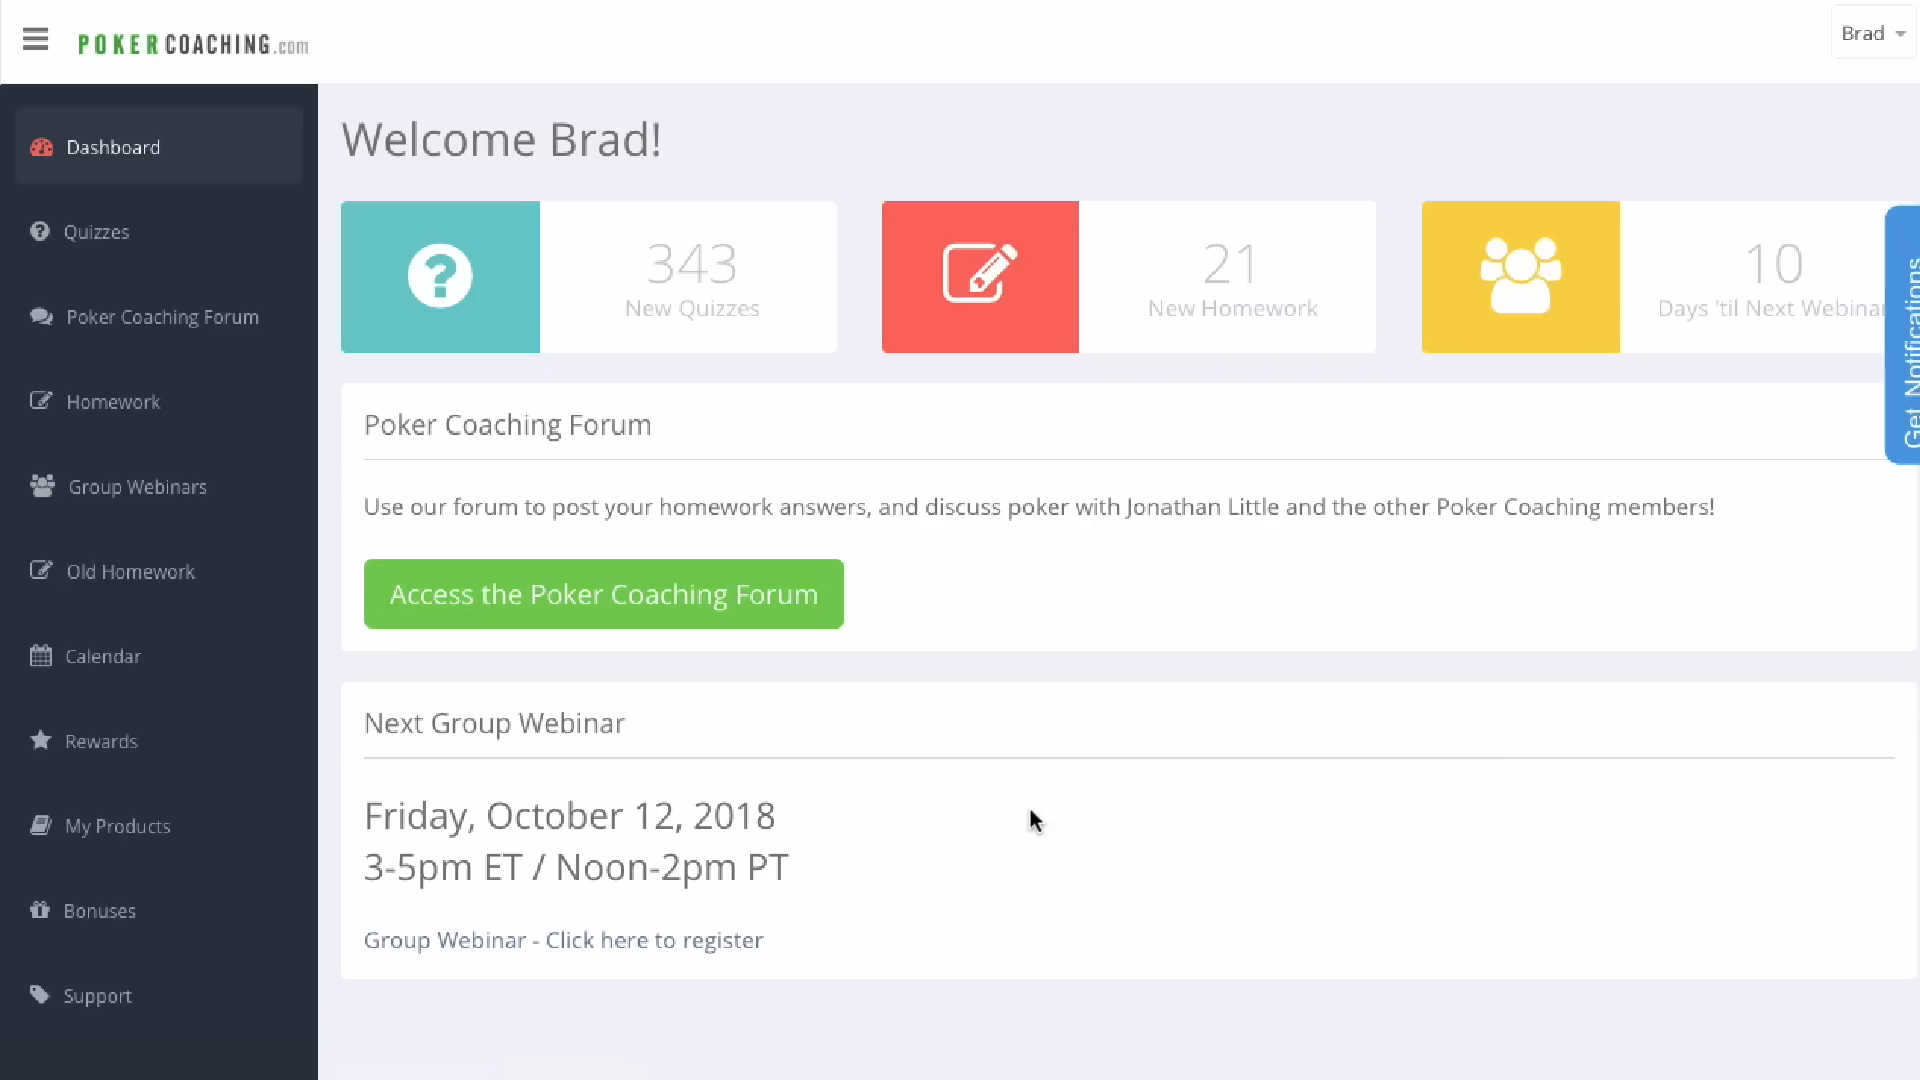 POKERCOACHING.com
Brad
Dashboard
Quizzes
Poker Coaching Forum
Homework
Group Webinars
Old Homework
Calendar
Rewards
My Products
Bonuses
Support
Welcome Brad!
343
New Quizzes
21
New Homework
10
Days 'til Next Webinar
Get Notifications
Poker Coaching Forum
Use our forum to post your homework answers, and discuss poker with Jonathan Little and the other Poker Coaching members!
Access the Poker Coaching Forum
Next Group Webinar
Friday, October 12, 2018
3-5pm ET / Noon-2pm PT
Group Webinar - Click here to register